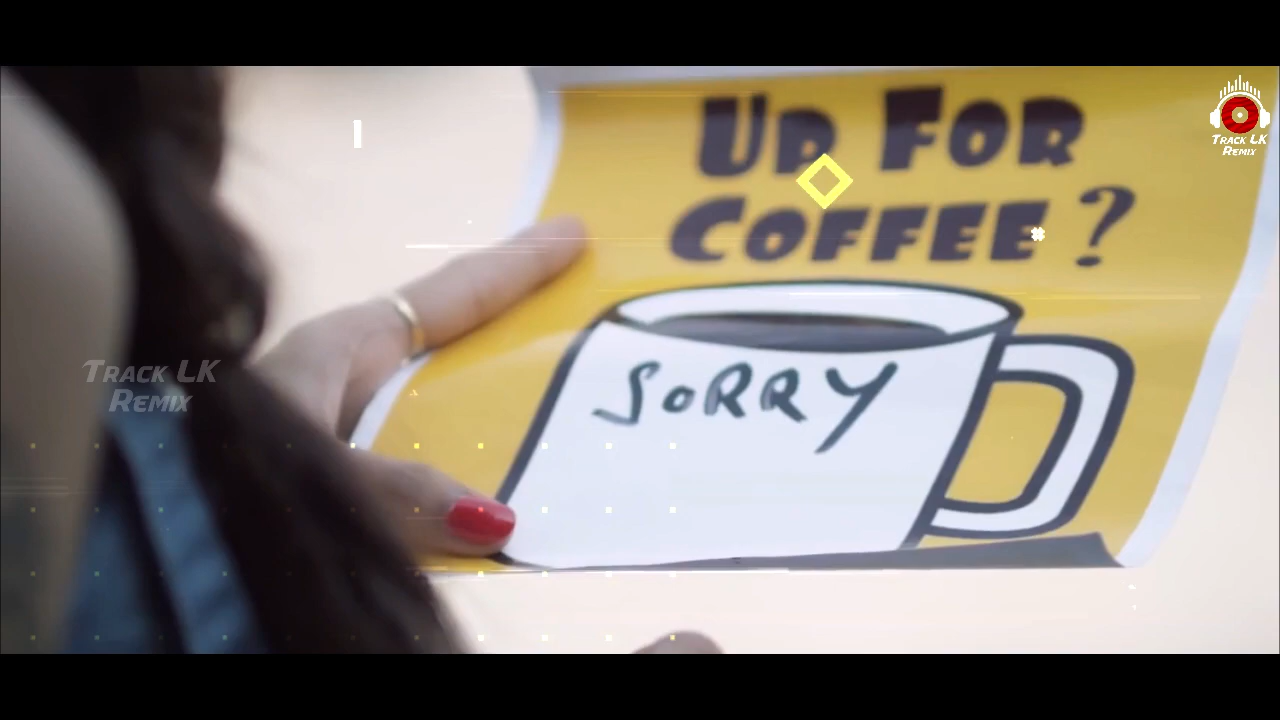 UP FOR
COFFEE?
SORRY
TRACK LK
REMIX
TRACK LK
REMIX